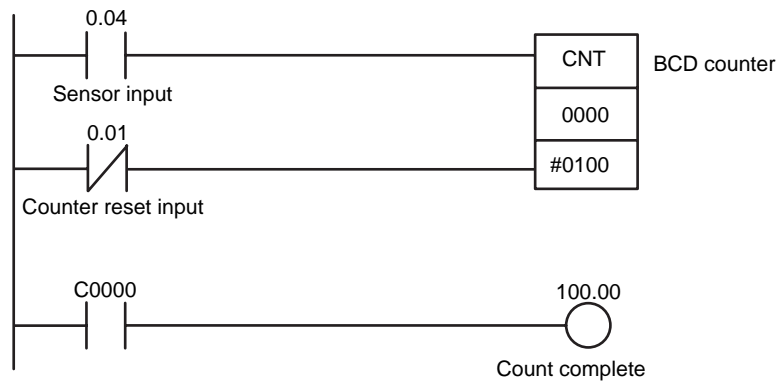 0.04
CNT
BCD counter
Sensor input
0000
0.01
#0100
Counter reset input
C0000
100.00
Count complete